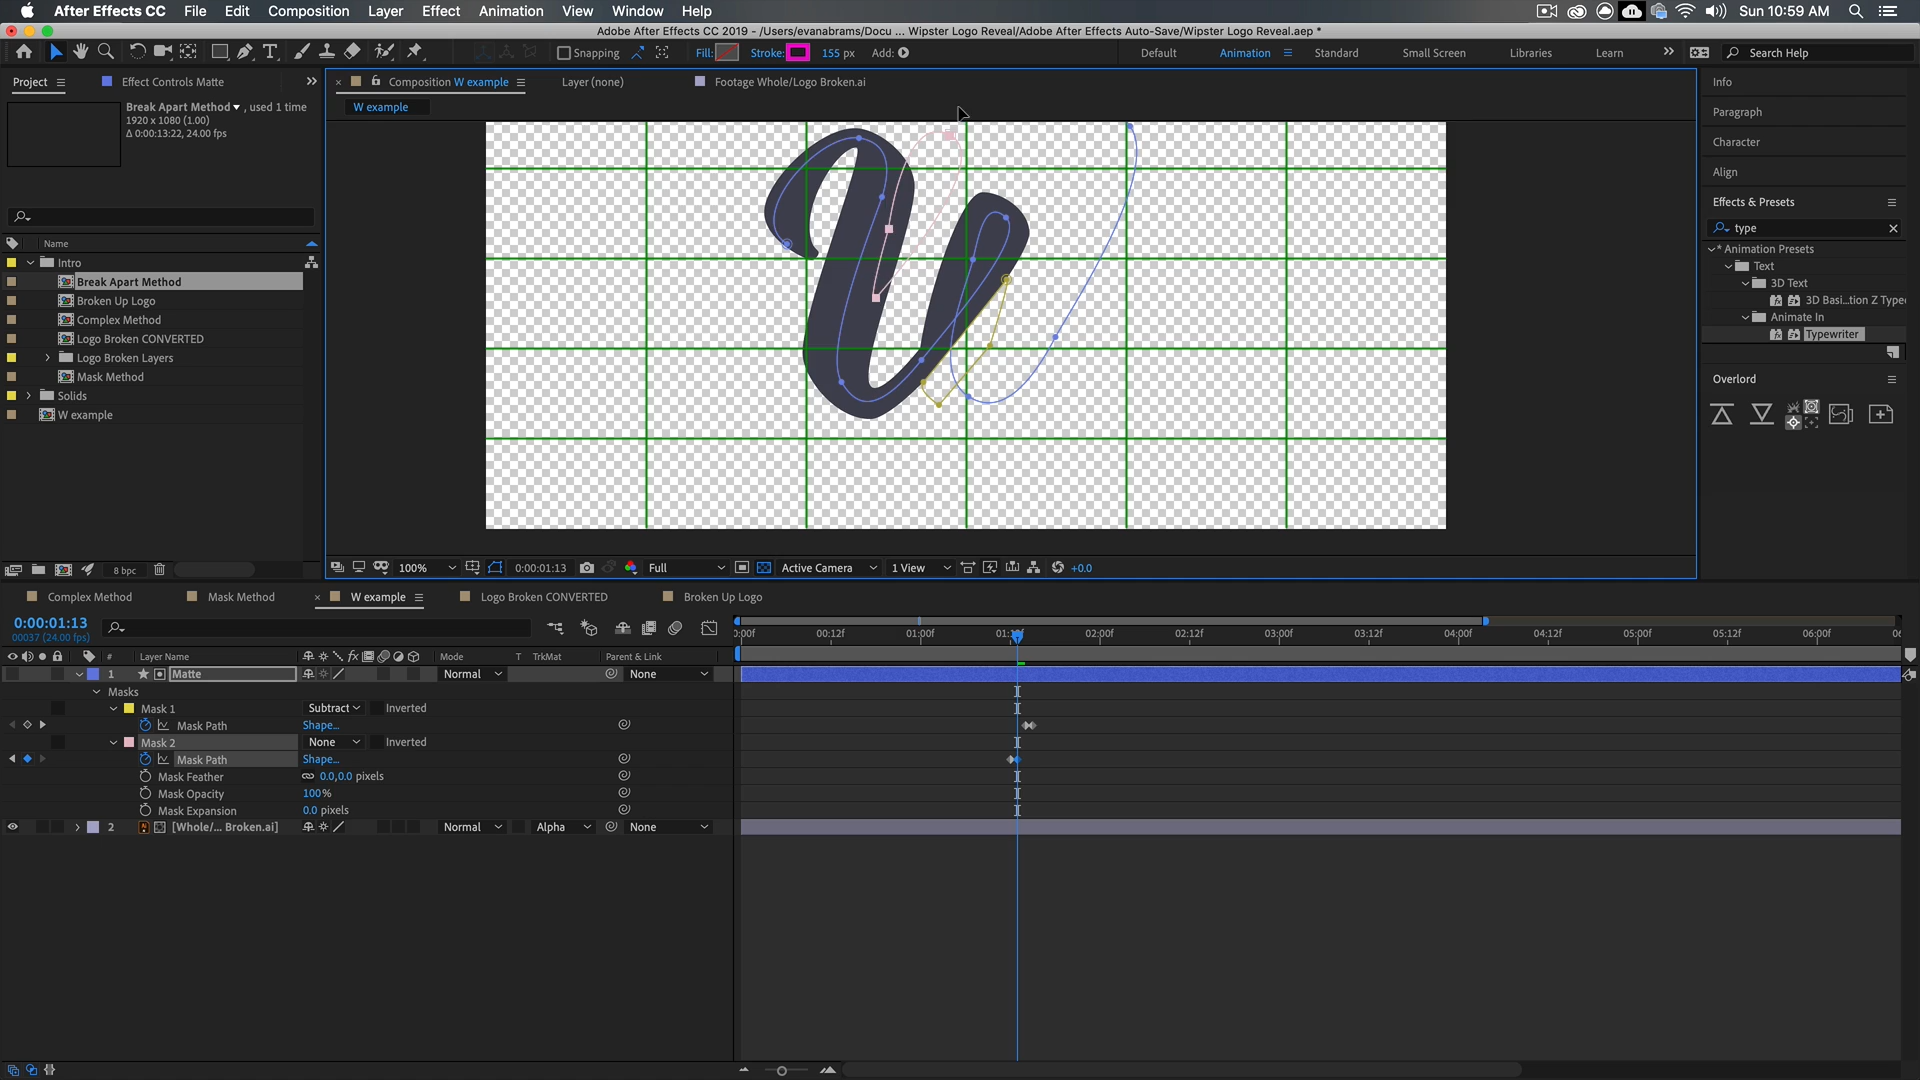 After Effects CC File Edit Composition Layer Effect Animation View Window Help Sun 10:59 AM
Adobe After Effects CC 2019 - /Users/evanabrams/Docu ... Wipster Logo Reveal/Adobe After Effects Auto-Save/Wipster Logo Reveal.aep *
Snapping Fill: Stroke: 155 px Add: Default Animation Standard Small Screen Libraries Learn Search Help
Project Effect Controls Matte Composition W example Layer (none) Footage Whole/Logo Broken.ai Info
Break Apart Method , used 1 time
1920 x 1080 (1.00)
Δ 0:00:13:22, 24.00 fps
W example
Paragraph
Character
Align
Effects & Presets
type
Name
* Animation Presets
Intro
Text
Break Apart Method
3D Text
Broken Up Logo
3D Basi...tion Z Type
Complex Method
Animate In
Logo Broken CONVERTED
Typewriter
Logo Broken Layers
Mask Method
Overlord
Solids
W example
8 bpc
100% 0:00:01:13 Full Active Camera 1 View +0.0
Complex Method Mask Method W example Logo Broken CONVERTED Broken Up Logo
0:00:01:13
00037 (24.00 fps)
00f 00:12f 01:00f 02:00f 02:12f 03:00f 03:12f 04:00f 04:12f 05:00f 05:12f 06:00f
# Layer Name Mode T TrkMat Parent & Link
1 Matte Normal None
Masks
Mask 1 Subtract Inverted
Mask Path Shape...
Mask 2 None Inverted
Mask Path Shape...
Mask Feather 0.0,0.0 pixels
Mask Opacity 100%
Mask Expansion 0.0 pixels
2 [Whole/... Broken.ai] Normal Alpha None